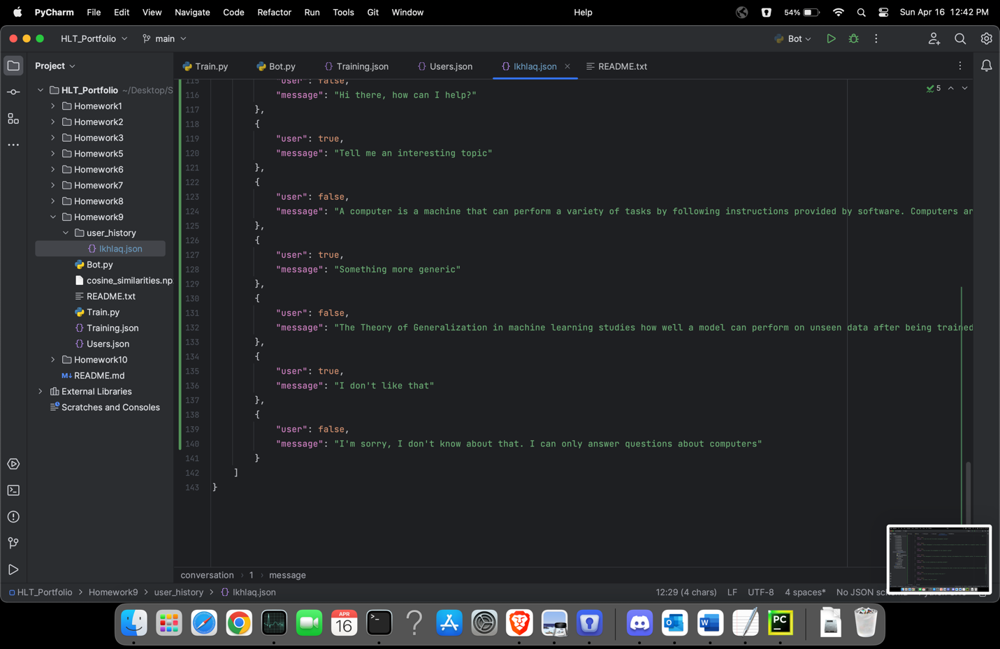 PyCharm File Edit View Navigate Code Refactor Run Tools Git Window Help 54% Sun Apr 16 12:42 PM
HLT_Portfolio main Bot
Project
Train.py Bot.py Training.json Users.json Ikhlaq.json README.txt
HLT_Portfolio ~/Desktop/S
Homework1
Homework2
Homework3
Homework5
Homework6
Homework7
Homework8
Homework9
user_history
Ikhlaq.json
Bot.py
cosine_similarities.np
README.txt
Train.py
Training.json
Users.json
Homework10
M↓ README.md
External Libraries
Scratches and Consoles
5
115 "user": false,
116 "message": "Hi there, how can I help?"
117 },
118 {
119 "user": true,
120 "message": "Tell me an interesting topic"
121 },
122 {
123 "user": false,
124 "message": "A computer is a machine that can perform a variety of tasks by following instructions provided by software. Computers ar
125 },
126 {
127 "user": true,
128 "message": "Something more generic"
129 },
130 {
131 "user": false,
132 "message": "The Theory of Generalization in machine learning studies how well a model can perform on unseen data after being trained
133 },
134 {
135 "user": true,
136 "message": "I don't like that"
137 },
138 {
139 "user": false,
140 "message": "I'm sorry, I don't know about that. I can only answer questions about computers"
141 }
142 ]
143 }
conversation › 1 › message
HLT_Portfolio › Homework9 › user_history › Ikhlaq.json 12:29 (4 chars) LF UTF-8 4 spaces* No JSON
APR
16
PC